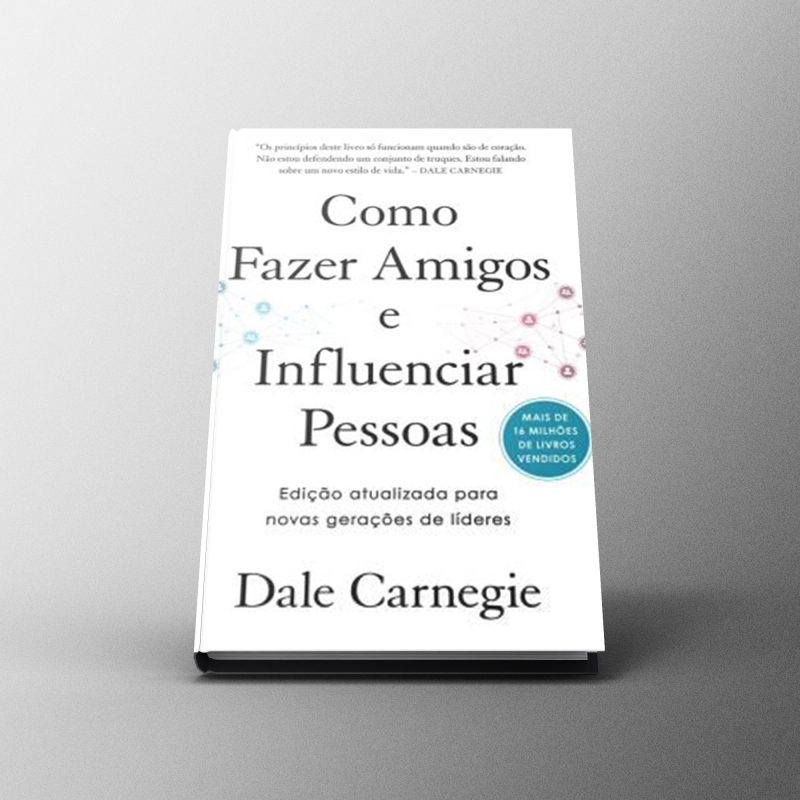 "Os princípios deste livro só funcionam quando são de coração.
Não estou defendendo um conjunto de truques. Estou falando
sobre um novo estilo de vida." – DALE CARNEGIE
Como
Fazer Amigos
e
Influenciar
Pessoas
MAIS DE
16 MILHÕES
DE LIVROS
VENDIDOS
Edição atualizada para
novas gerações de líderes
Dale Carnegie